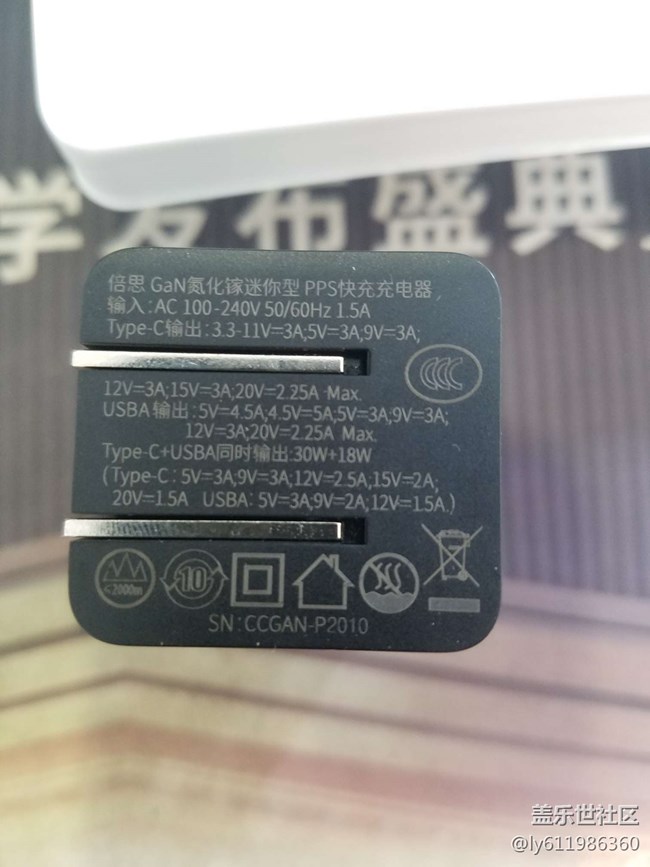 学发布盛典
倍思 GaN氮化镓迷你型 PPS快充充电器
输入:AC 100-240V 50/60Hz 1.5A
Type-C输出:3.3-11V=3A;5V=3A;9V=3A;
12V=3A;15V=3A;20V=2.25A Max.
USBA输出:5V=4.5A;4.5V=5A;5V=3A;9V=3A;
12V=3A;20V=2.25A Max.
Type-C+USBA同时输出:30W+18W
(Type-C:5V=3A;9V=3A;12V=2.5A;15V=2A;
20V=1.5A USBA:5V=3A;9V=2A;12V=1.5A.)
≤2000m
10
SN:CCGAN-P2010
盖乐世社区
@ly611986360